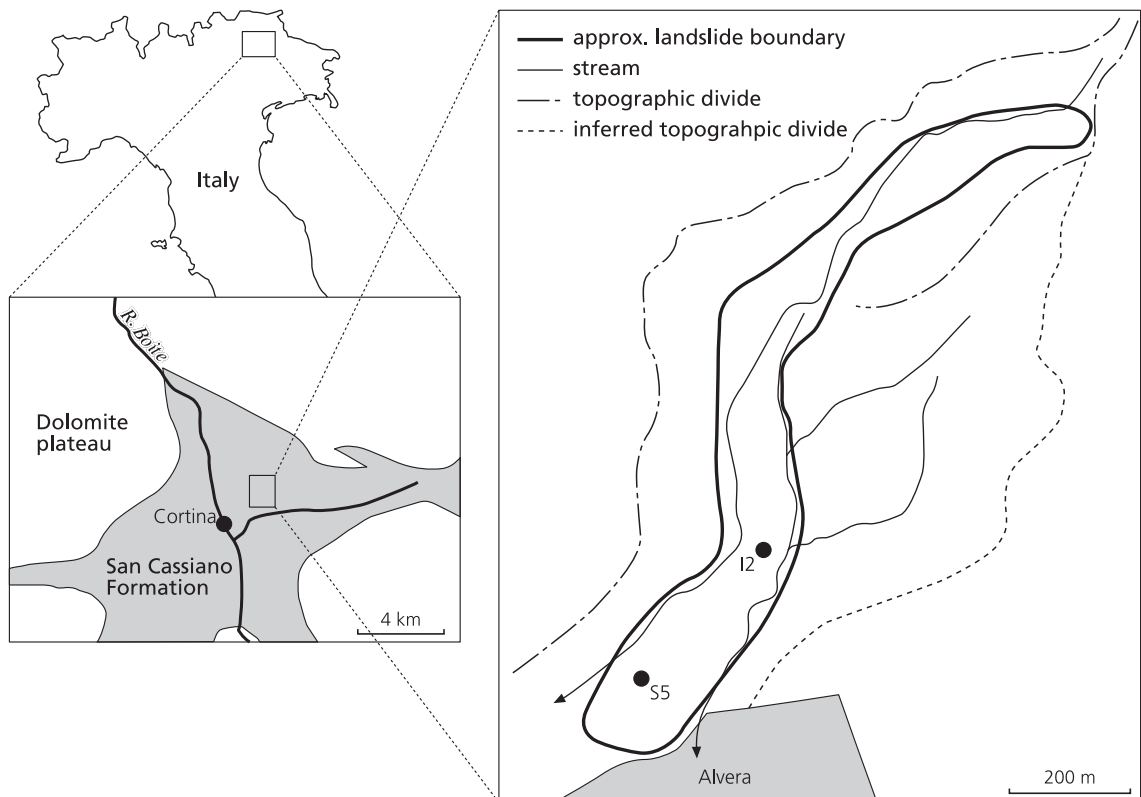 approx. landslide boundary
stream
topographic divide
inferred topograhpic divide
Italy
R. Boite
Dolomite
plateau
Cortina
San Cassiano
Formation
4 km
I2
S5
Alvera
200 m